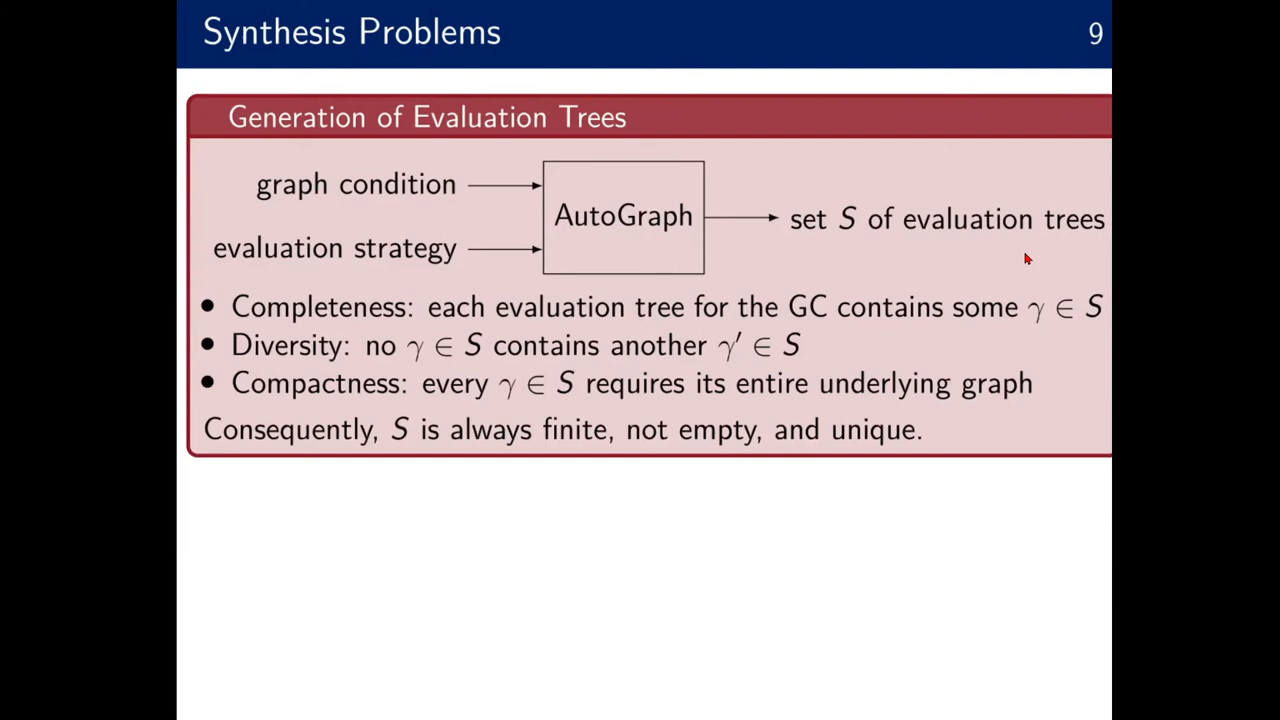 Synthesis Problems 9
Generation of Evaluation Trees
graph condition
evaluation strategy
AutoGraph
set S of evaluation trees
• Completeness: each evaluation tree for the GC contains some γ ∈ S
• Diversity: no γ ∈ S contains another γ′ ∈ S
• Compactness: every γ ∈ S requires its entire underlying graph
Consequently, S is always finite, not empty, and unique.